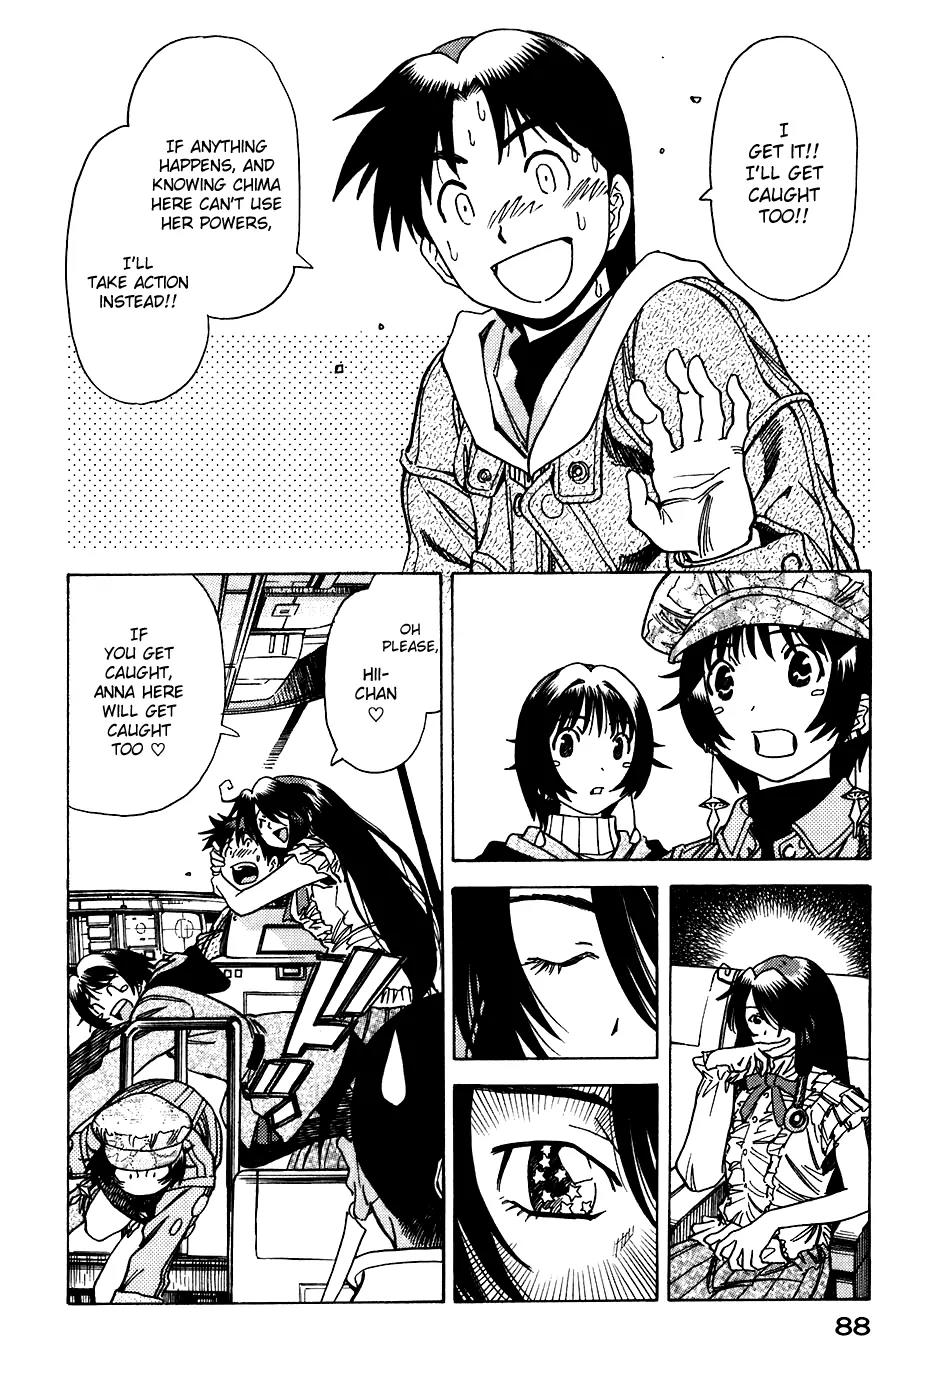 I
GET IT!!
I'LL GET
CAUGHT
TOO!!
IF ANYTHING
HAPPENS, AND
KNOWING CHIMA
HERE CAN'T USE
HER POWERS,
I'LL
TAKE ACTION
INSTEAD!!
OH
PLEASE,
HII-
CHAN
♡
IF
YOU GET
CAUGHT,
ANNA HERE
WILL GET
CAUGHT
TOO ♡
88